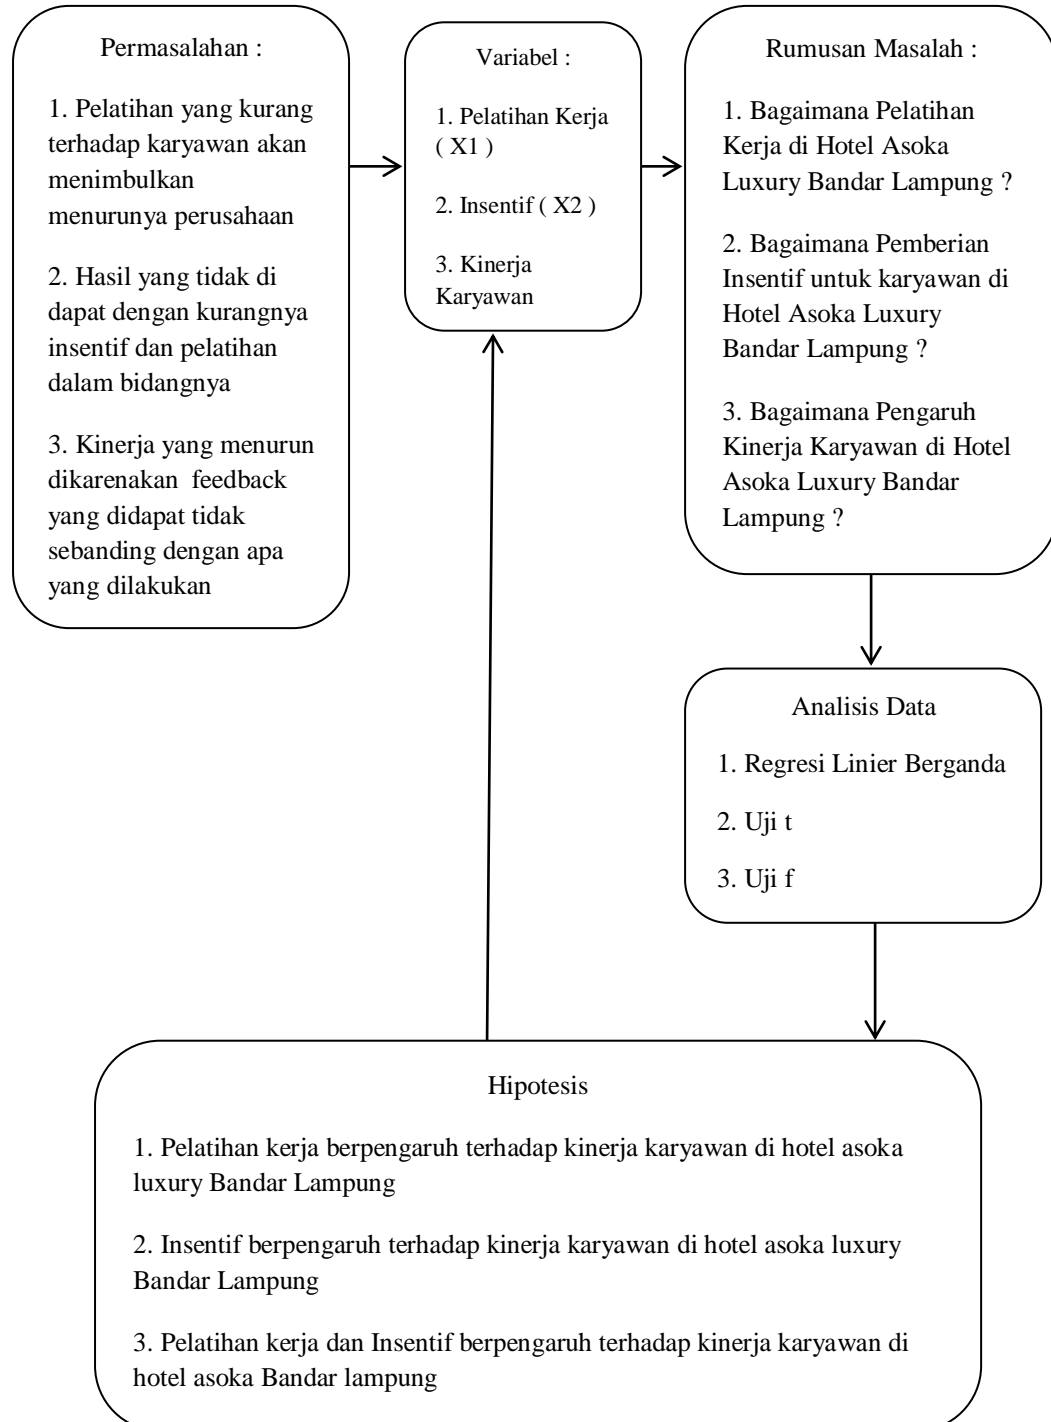 Permasalahan :
1. Pelatihan yang kurang
terhadap karyawan akan
menimbulkan
menurunya perusahaan
2. Hasil yang tidak di
dapat dengan kurangnya
insentif dan pelatihan
dalam bidangnya
3. Kinerja yang menurun
dikarenakan  feedback
yang didapat tidak
sebanding dengan apa
yang dilakukan
Variabel :
1. Pelatihan Kerja
( X1 )
2. Insentif ( X2 )
3. Kinerja
Karyawan
Rumusan Masalah :
1. Bagaimana Pelatihan
Kerja di Hotel Asoka
Luxury Bandar Lampung ?
2. Bagaimana Pemberian
Insentif untuk karyawan di
Hotel Asoka Luxury
Bandar Lampung ?
3. Bagaimana Pengaruh
Kinerja Karyawan di Hotel
Asoka Luxury Bandar
Lampung ?
Analisis Data
1. Regresi Linier Berganda
2. Uji t
3. Uji f
Hipotesis
1. Pelatihan kerja berpengaruh terhadap kinerja karyawan di hotel asoka
luxury Bandar Lampung
2. Insentif berpengaruh terhadap kinerja karyawan di hotel asoka luxury
Bandar Lampung
3. Pelatihan kerja dan Insentif berpengaruh terhadap kinerja karyawan di
hotel asoka Bandar lampung